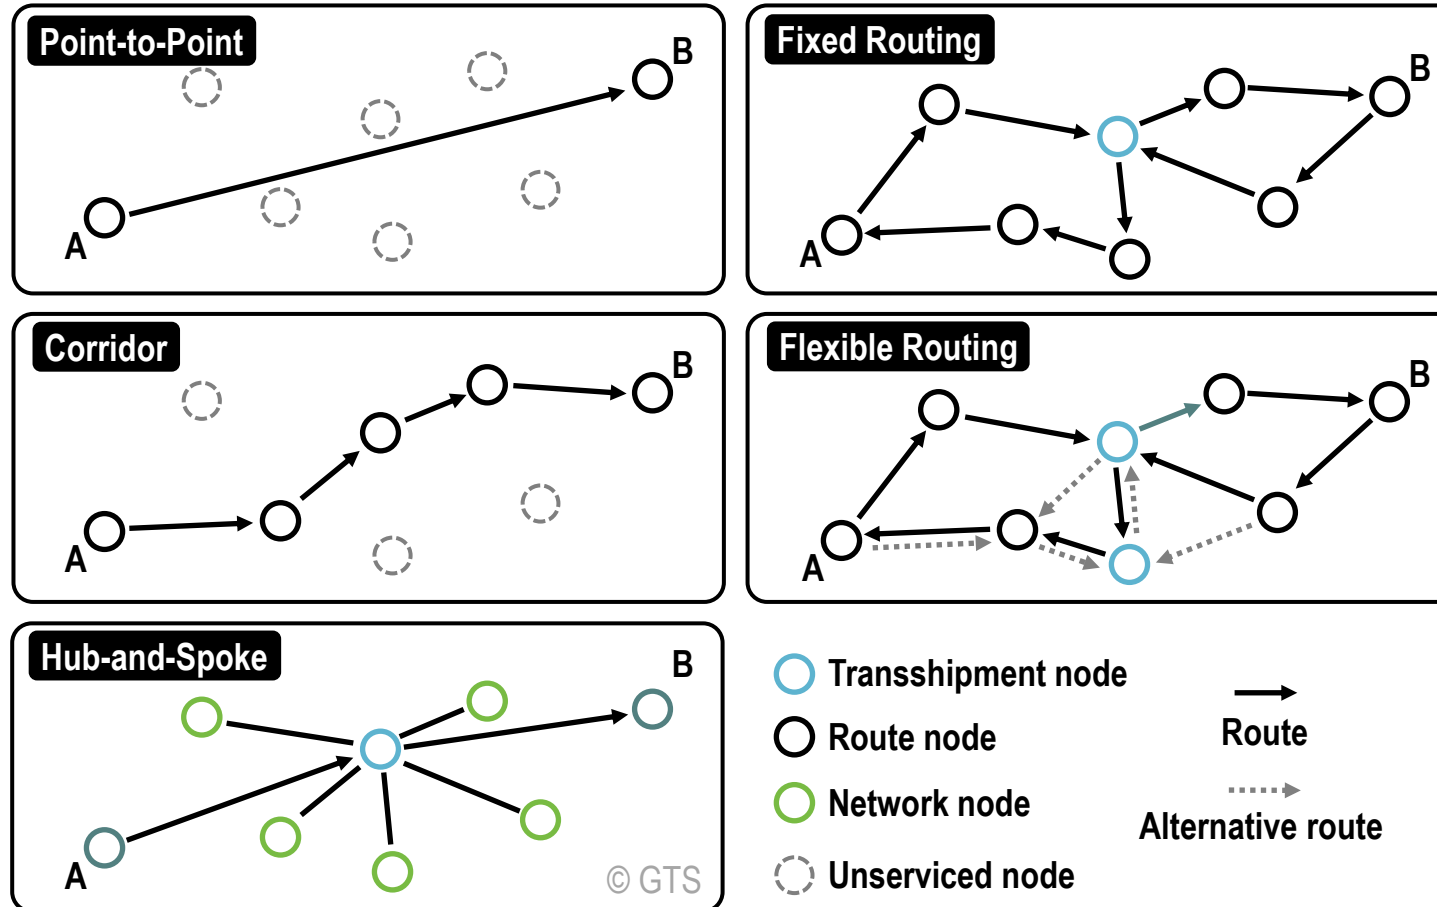 Point-to-Point
B
A
Fixed Routing
B
A
Corridor
B
A
Flexible Routing
B
A
Hub-and-Spoke
B
A
© GTS
Transshipment node
Route node
Network node
Unserviced node
Route
Alternative route